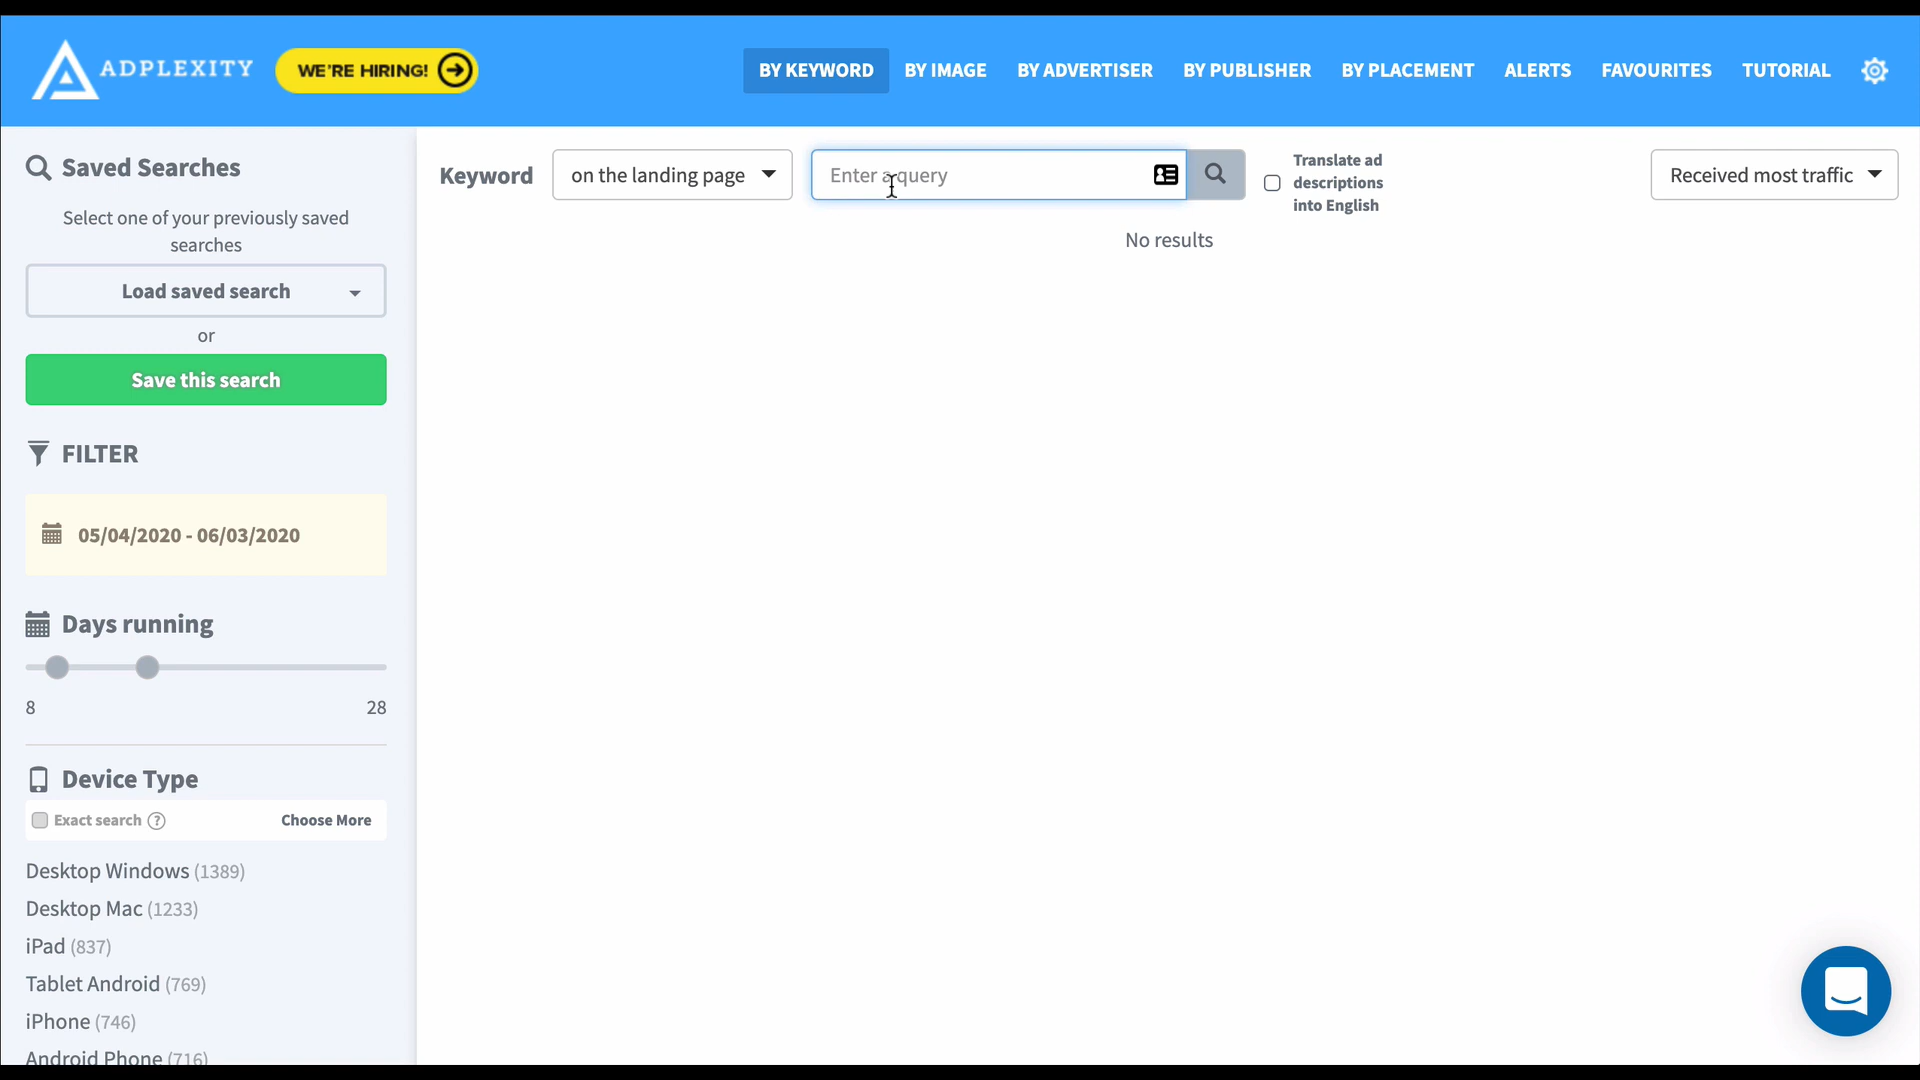 ADPLEXITY
WE'RE HIRING!
BY KEYWORD
BY IMAGE
BY ADVERTISER
BY PUBLISHER
BY PLACEMENT
ALERTS
FAVOURITES
TUTORIAL
Saved Searches
Select one of your previously saved
searches
Load saved search
or
Save this search
FILTER
05/04/2020 - 06/03/2020
Days running
8
28
Device Type
Exact search ?
Choose More
Desktop Windows (1389)
Desktop Mac (1233)
iPad (837)
Tablet Android (769)
iPhone (746)
Android Phone (716)
Keyword
on the landing page
Enter a query
Translate ad
descriptions
into English
Received most traffic
No results